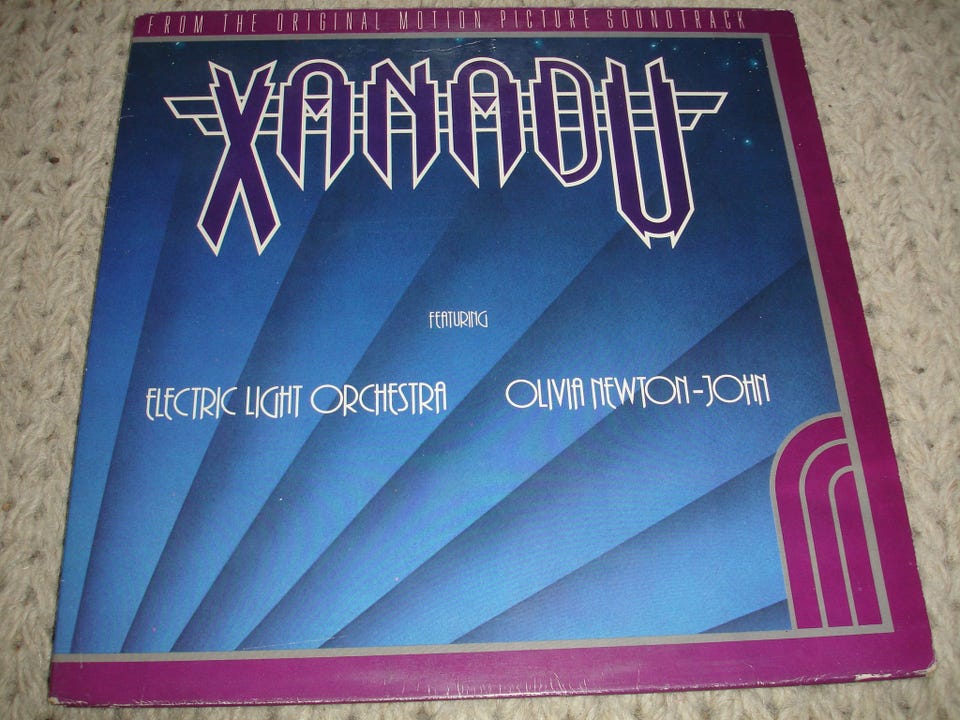 FROM THE ORIGINAL MOTION PICTURE SOUNDTRACK
XANADU
FEATURING
ELECTRIC LIGHT ORCHESTRA OLIVIA NEWTON-JOHN